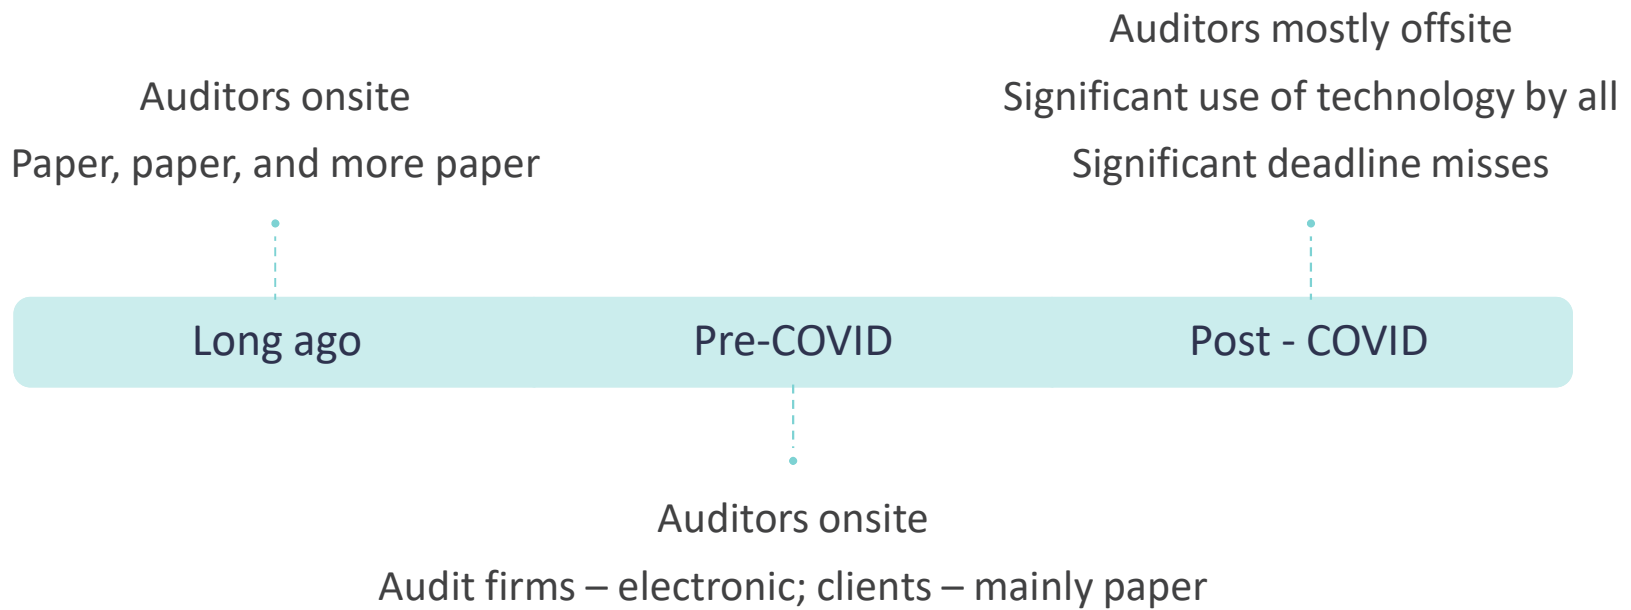 Auditors mostly offsite
Auditors onsite
Significant use of technology by all
Paper, paper, and more paper
Significant deadline misses
Long ago
Pre-COVID
Post - COVID
Auditors onsite
Audit firms – electronic; clients – mainly paper